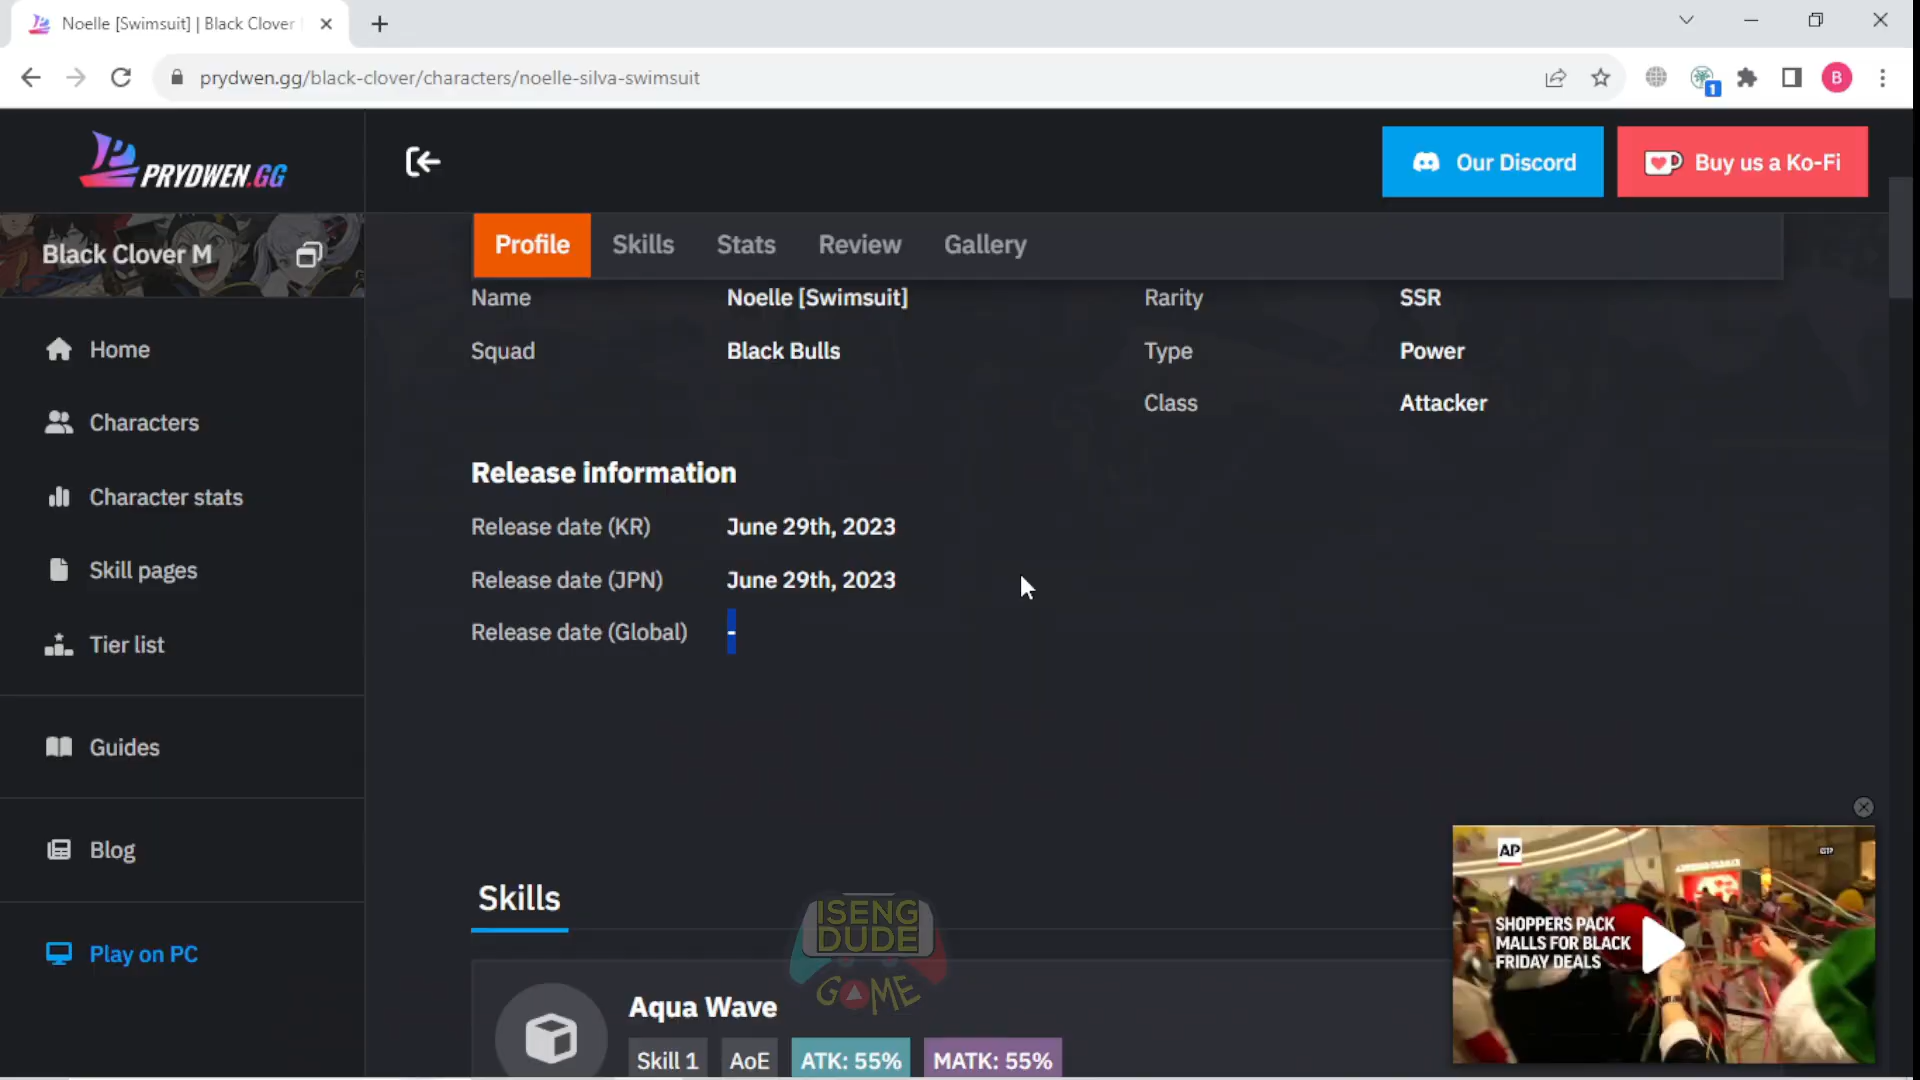 Noelle [Swimsuit] | Black Clover
prydwen.gg/black-clover/characters/noelle-silva-swimsuit
1
B
PRYDWEN.GG
Our Discord
Buy us a Ko-Fi
Black Clover M
Profile
Skills
Stats
Review
Gallery
Home
Characters
Character stats
Skill pages
Tier list
Guides
Blog
Play on PC
Name Noelle [Swimsuit]
Rarity SSR
Squad Black Bulls
Type Power
Class Attacker
Release information
Release date (KR) June 29th, 2023
Release date (JPN) June 29th, 2023
Release date (Global) -
Skills
Aqua Wave
Skill 1 AoE ATK: 55% MATK: 55%
ISENG
DUDE
GAME
AP
SHOPPERS PACK
MALLS FOR BLACK
FRIDAY DEALS